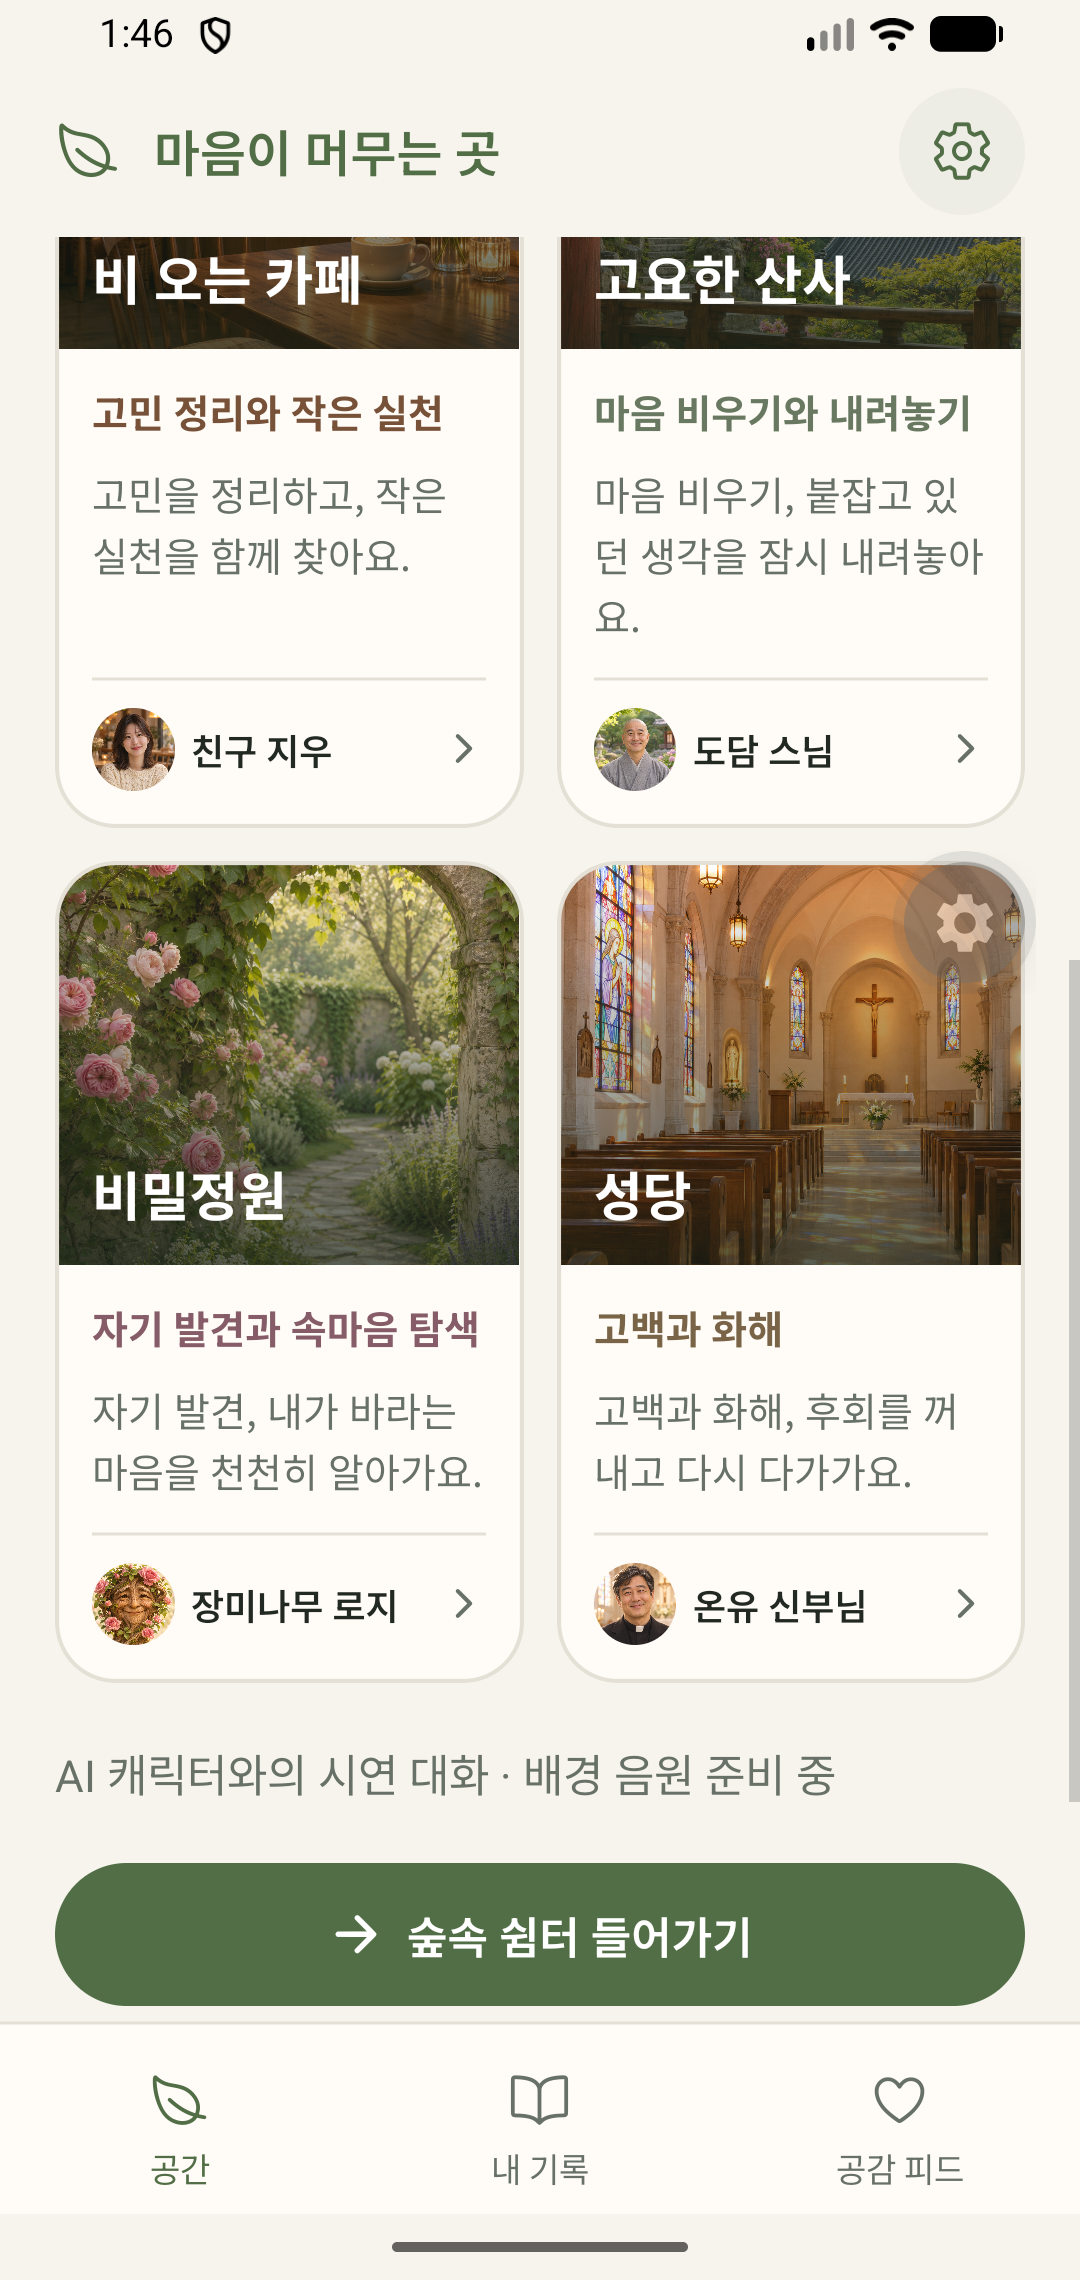 1:46
마음이 머무는 곳
비 오는 카페
고요한 산사
고민 정리와 작은 실천
마음 비우기와 내려놓기
고민을 정리하고, 작은
실천을 함께 찾아요.
마음 비우기, 붙잡고 있
던 생각을 잠시 내려놓아
요.
친구 지우
도담 스님
비밀정원
성당
자기 발견과 속마음 탐색
고백과 화해
자기 발견, 내가 바라는
마음을 천천히 알아가요.
고백과 화해, 후회를 꺼
내고 다시 다가가요.
장미나무 로지
온유 신부님
AI 캐릭터와의 시연 대화 · 배경 음원 준비 중
숲속 쉼터 들어가기
공간
내 기록
공감 피드